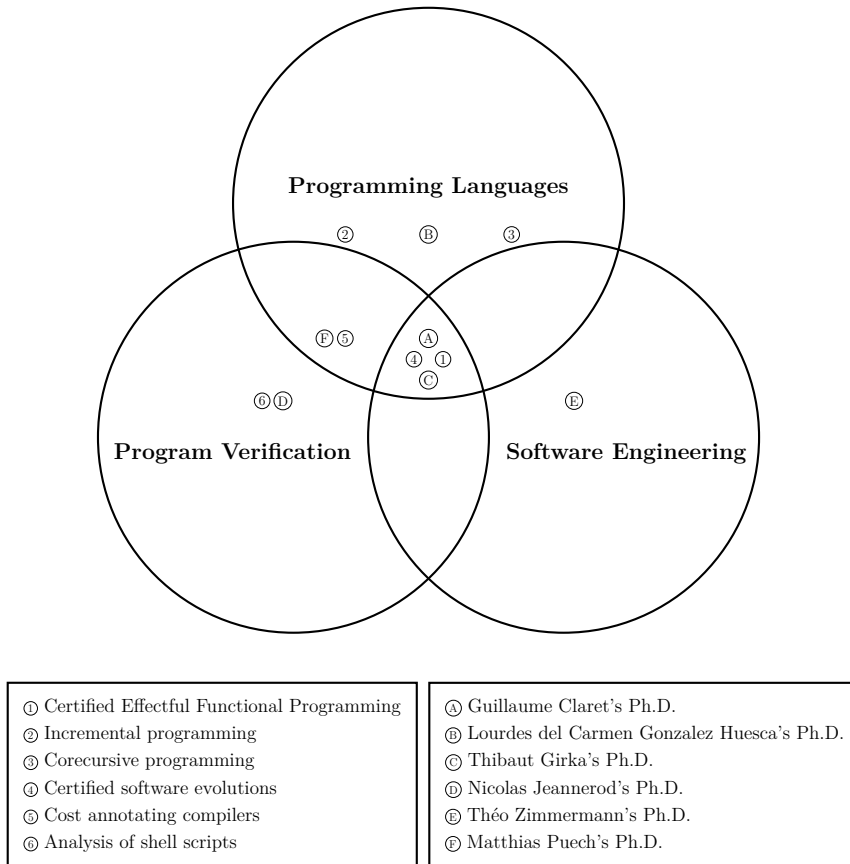 Programming Languages
② Ⓑ ③
Ⓕ ⑤ Ⓐ
④ ①
Ⓒ
⑥ Ⓓ Ⓔ
Program Verification Software Engineering
① Certified Effectful Functional Programming
② Incremental programming
③ Corecursive programming
④ Certified software evolutions
⑤ Cost annotating compilers
⑥ Analysis of shell scripts
Ⓐ Guillaume Claret's Ph.D.
Ⓑ Lourdes del Carmen Gonzalez Huesca's Ph.D.
Ⓒ Thibaut Girka's Ph.D.
Ⓓ Nicolas Jeannerod's Ph.D.
Ⓔ Théo Zimmermann's Ph.D.
Ⓕ Matthias Puech's Ph.D.